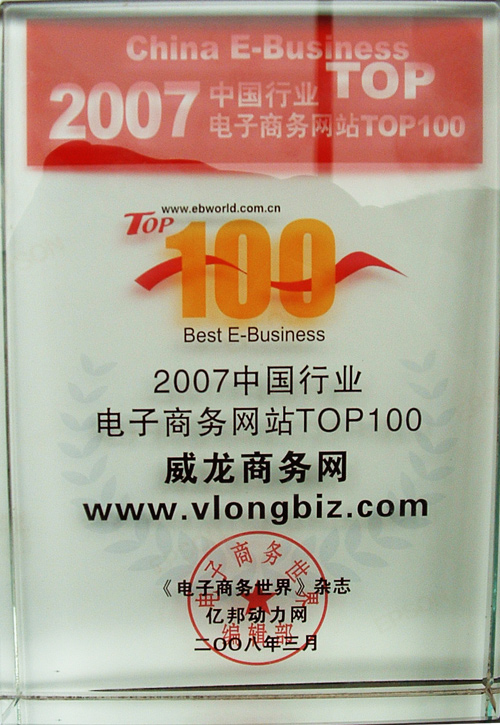 China E-Business
TOP
2007 中国行业
电子商务网站TOP100
www.ebworld.com.cn
TOP
100
Best E-Business
2007中国行业
电子商务网站TOP100
威龙商务网
www.vlongbiz.com
电子商务世界
《电子商务世界》杂志
亿邦动力网
编辑部
二〇〇八年三月